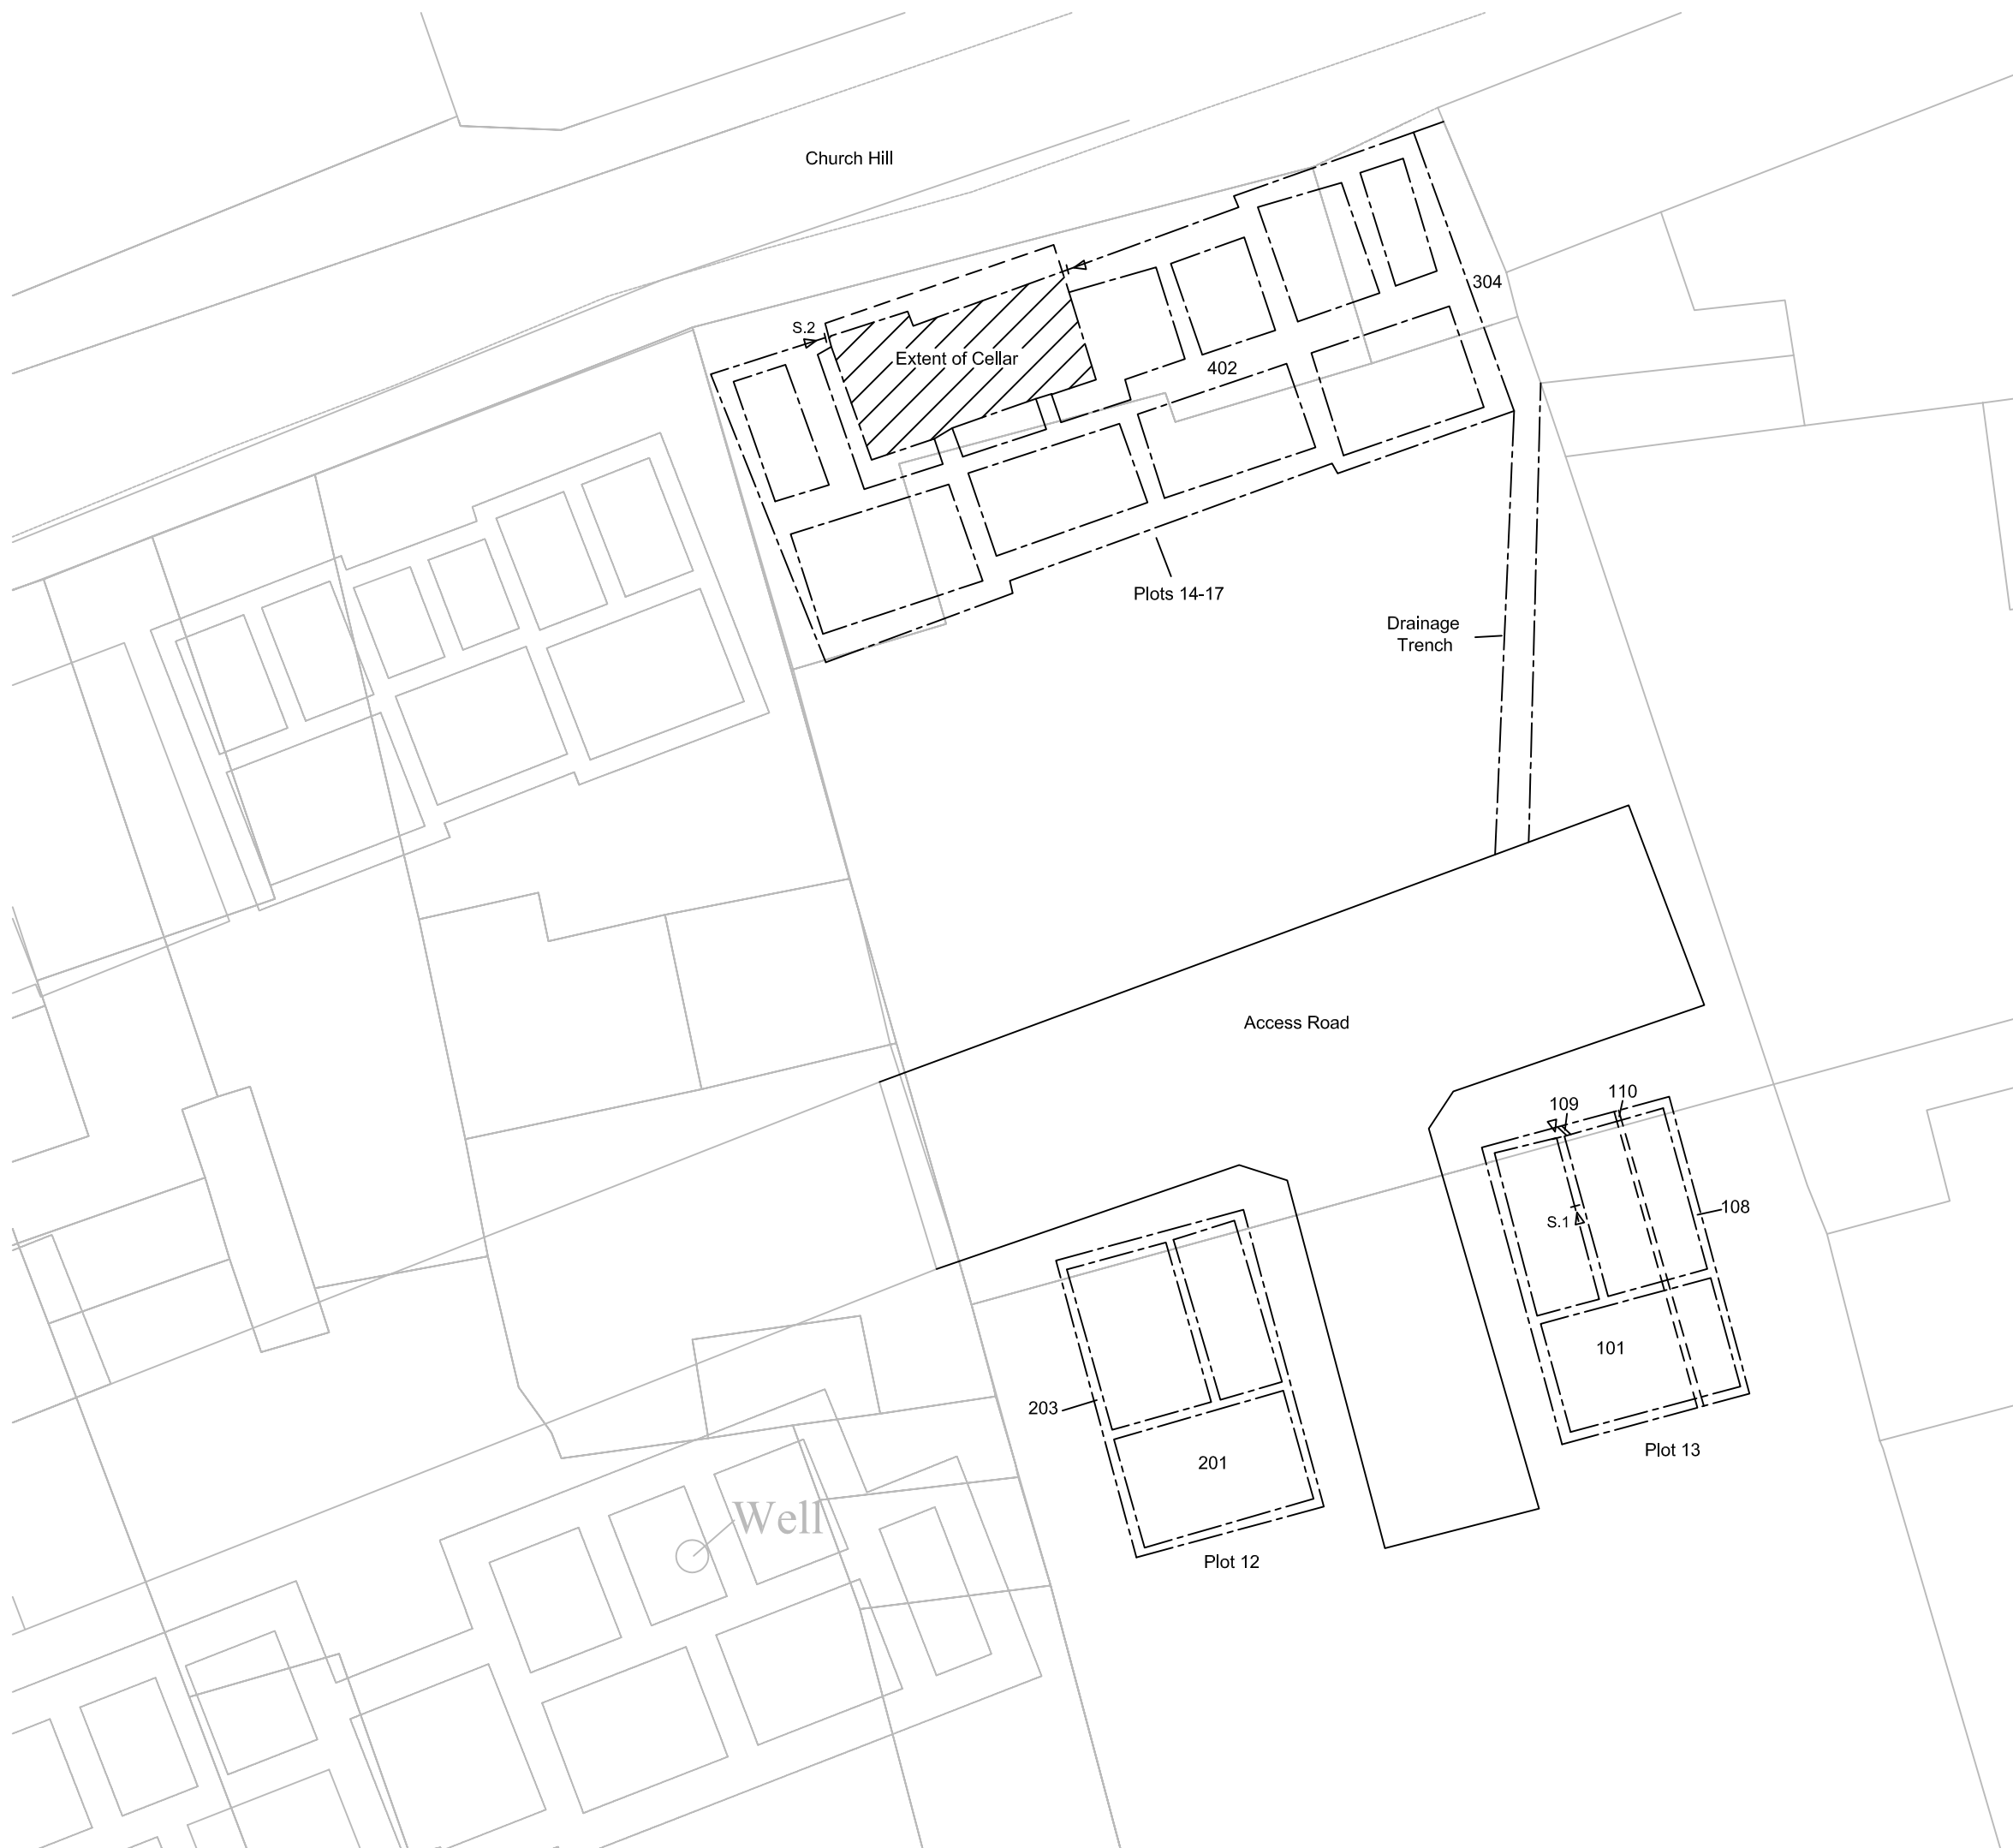 Church Hill
304
S.2
Extent of Cellar
402
Plots 14-17
Drainage
Trench
Access Road
110
109
108
S.1
101
203
Plot 13
201
Well
Plot 12